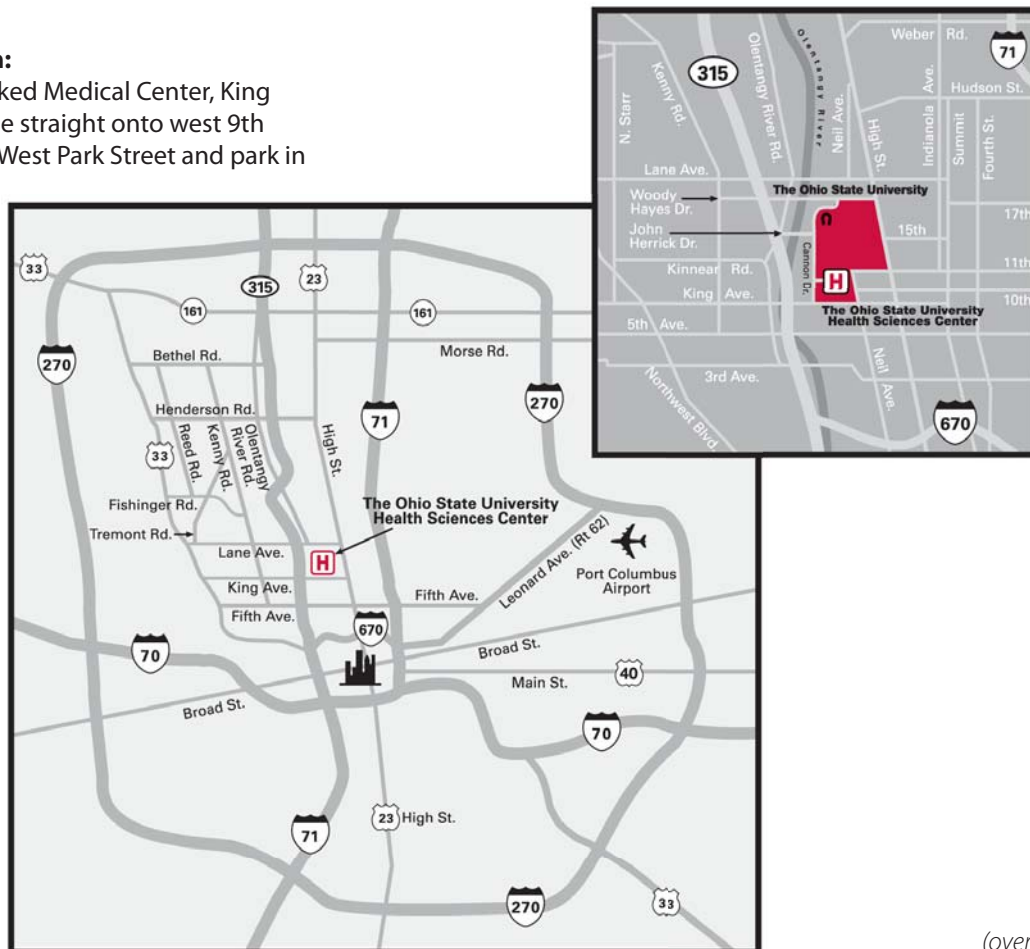 n:
ked Medical Center, King
e straight onto west 9th
West Park Street and park in
Weber Rd.
71
Olentangy River
315
Olentangy River Rd.
Kenny Rd.
N. Starr
Neil Ave.
High St.
Indianola Ave.
Hudson St.
Summit
Fourth St.
Lane Ave.
Woody
Hayes Dr.
The Ohio State University
17th
John
Herrick Dr.
15th
Cannon Dr.
Kinnear Rd.
11th
H
King Ave.
10th
The Ohio State University
Health Sciences Center
5th Ave.
3rd Ave.
Neil Ave.
Northwest Blvd.
670
33
315
23
161
161
270
Bethel Rd.
Morse Rd.
71
270
Henderson Rd.
Reed Rd.
Kenny Rd.
Olentangy
River Rd.
High St.
33
Fishinger Rd.
The Ohio State University
Health Sciences Center
Tremont Rd.
Lane Ave.
H
Leonard Ave. (Rt 62)
Port Columbus
Airport
King Ave.
Fifth Ave.
Fifth Ave.
670
70
Broad St.
Main St.
40
Broad St.
70
71
23
High St.
270
33
(over